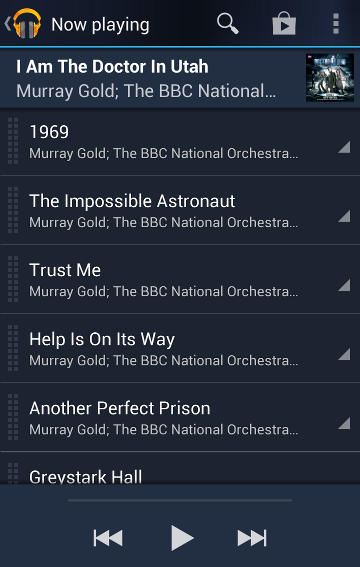 Now playing
I Am The Doctor In Utah
Murray Gold; The BBC National...
1969
Murray Gold; The BBC National Orchestra...
The Impossible Astronaut
Murray Gold; The BBC National Orchestra...
Trust Me
Murray Gold; The BBC National Orchestra...
Help Is On Its Way
Murray Gold; The BBC National Orchestra...
Another Perfect Prison
Murray Gold; The BBC National Orchestra...
Greystark Hall